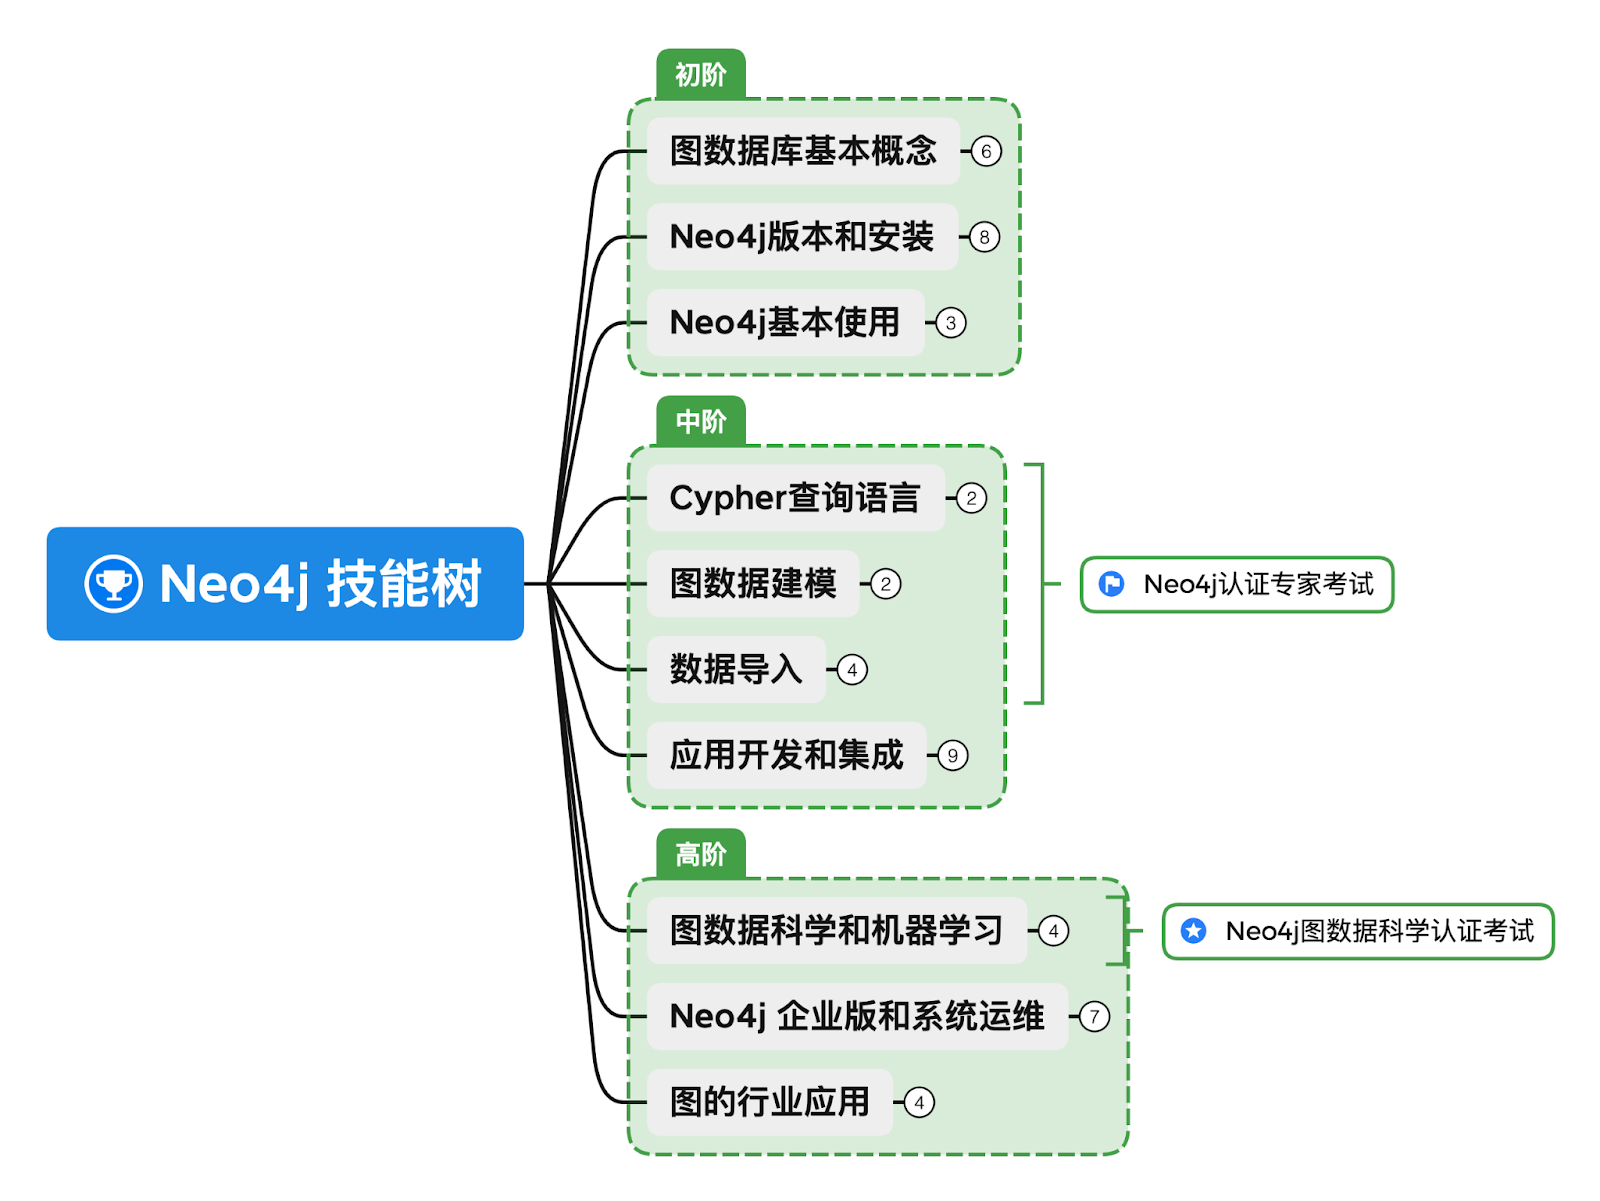 初阶
图数据库基本概念 6
Neo4j版本和安装 8
Neo4j基本使用 3
中阶
Cypher查询语言 2
图数据建模 2
Neo4j认证专家考试
Neo4j 技能树
数据导入 4
应用开发和集成 9
高阶
图数据科学和机器学习 4
Neo4j图数据科学认证考试
Neo4j 企业版和系统运维 7
图的行业应用 4